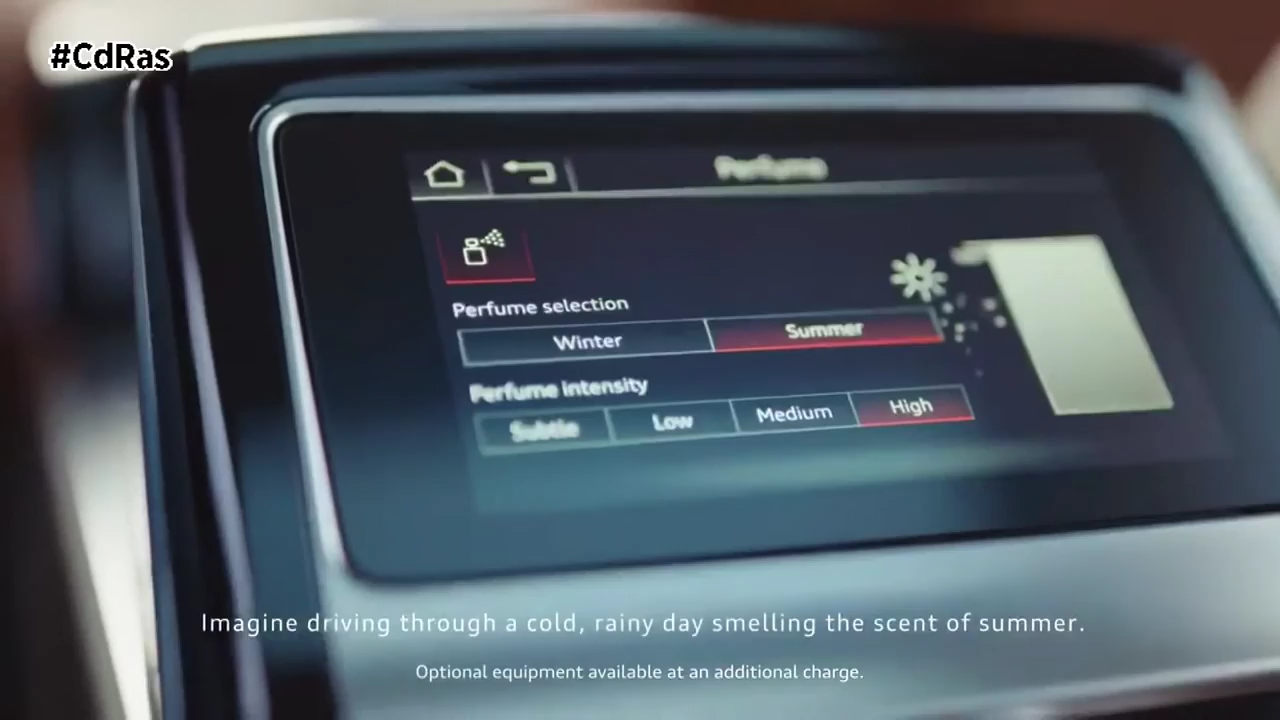 #CdRas
Perfume
Perfume selection
Winter Summer
Perfume intensity
Subtle Low Medium High
Imagine driving through a cold, rainy day smelling the scent of summer.
Optional equipment available at an additional charge.